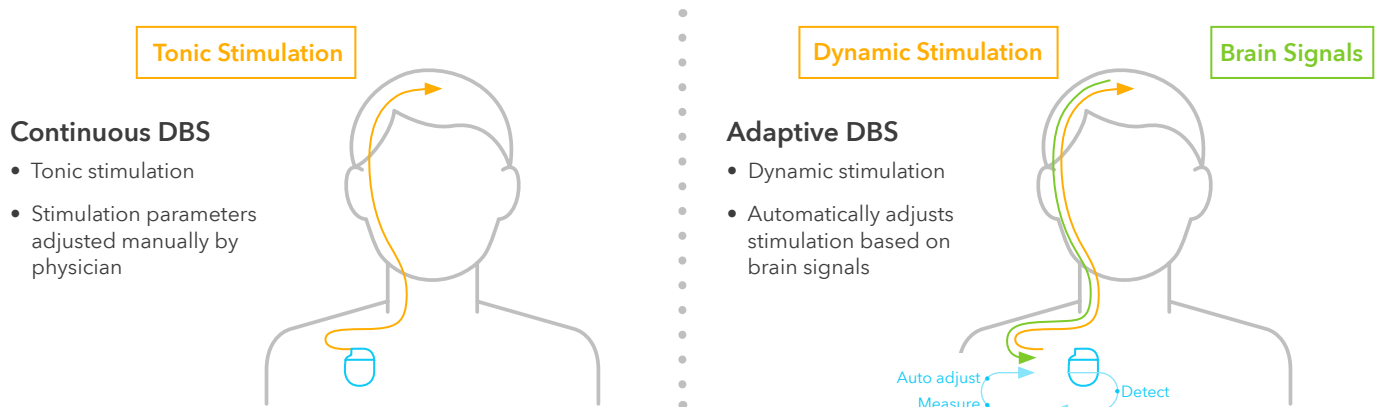 Tonic Stimulation
Continuous DBS
• Tonic stimulation
• Stimulation parameters
adjusted manually by
physician
Dynamic Stimulation
Brain Signals
Adaptive DBS
• Dynamic stimulation
• Automatically adjusts
stimulation based on
brain signals
Auto adjust
Detect
Measure